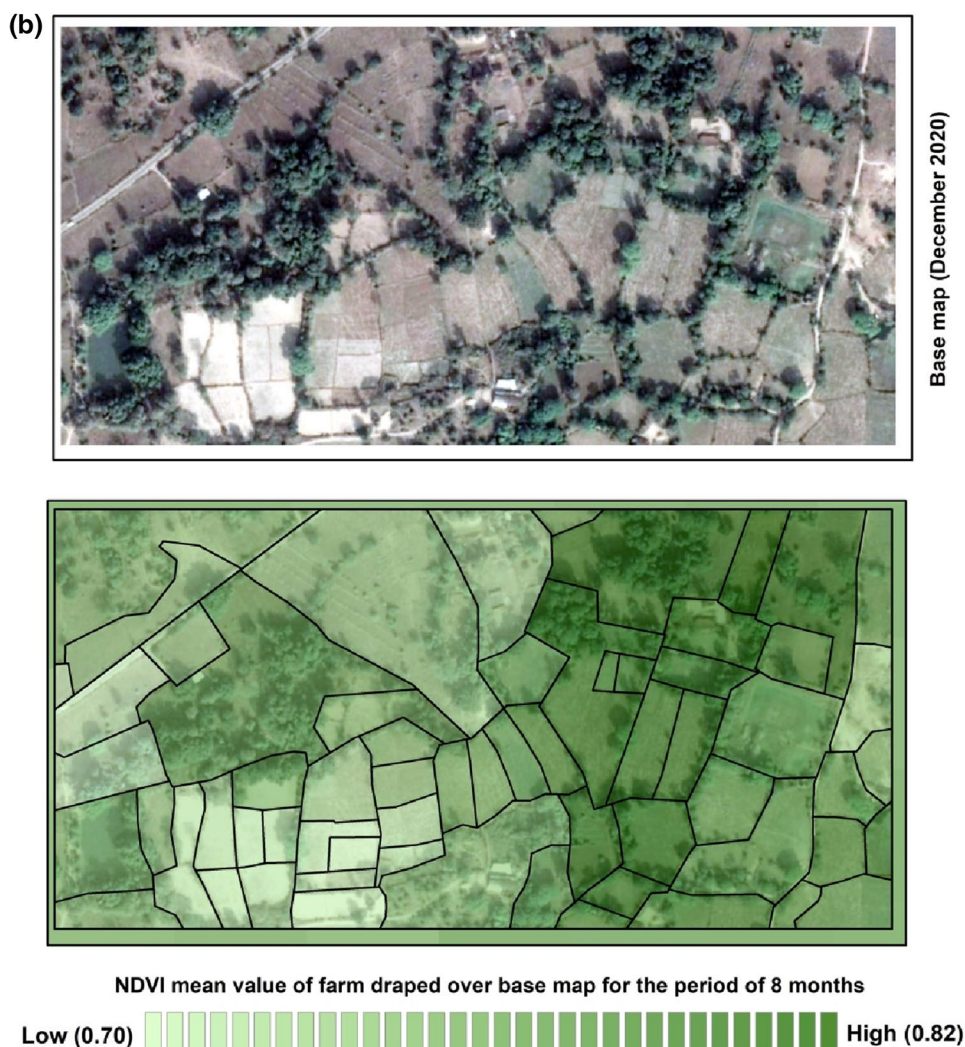 (b)
Base map (December 2020)
NDVI mean value of farm draped over base map for the period of 8 months
Low (0.70) High (0.82)